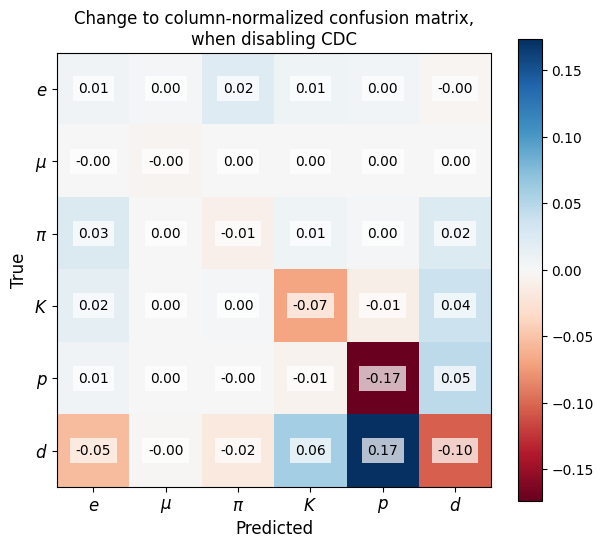 Change to column-normalized confusion matrix,
when disabling CDC
e 0.01 0.00 0.02 0.01 0.00 -0.00
μ -0.00 -0.00 0.00 0.00 0.00 0.00
π 0.03 0.00 -0.01 0.01 0.00 0.02
K 0.02 0.00 0.00 -0.07 -0.01 0.04
p 0.01 0.00 -0.00 -0.01 -0.17 0.05
d -0.05 -0.00 -0.02 0.06 0.17 -0.10
e μ π K p d
Predicted
True
0.15
0.10
0.05
0.00
−0.05
−0.10
−0.15